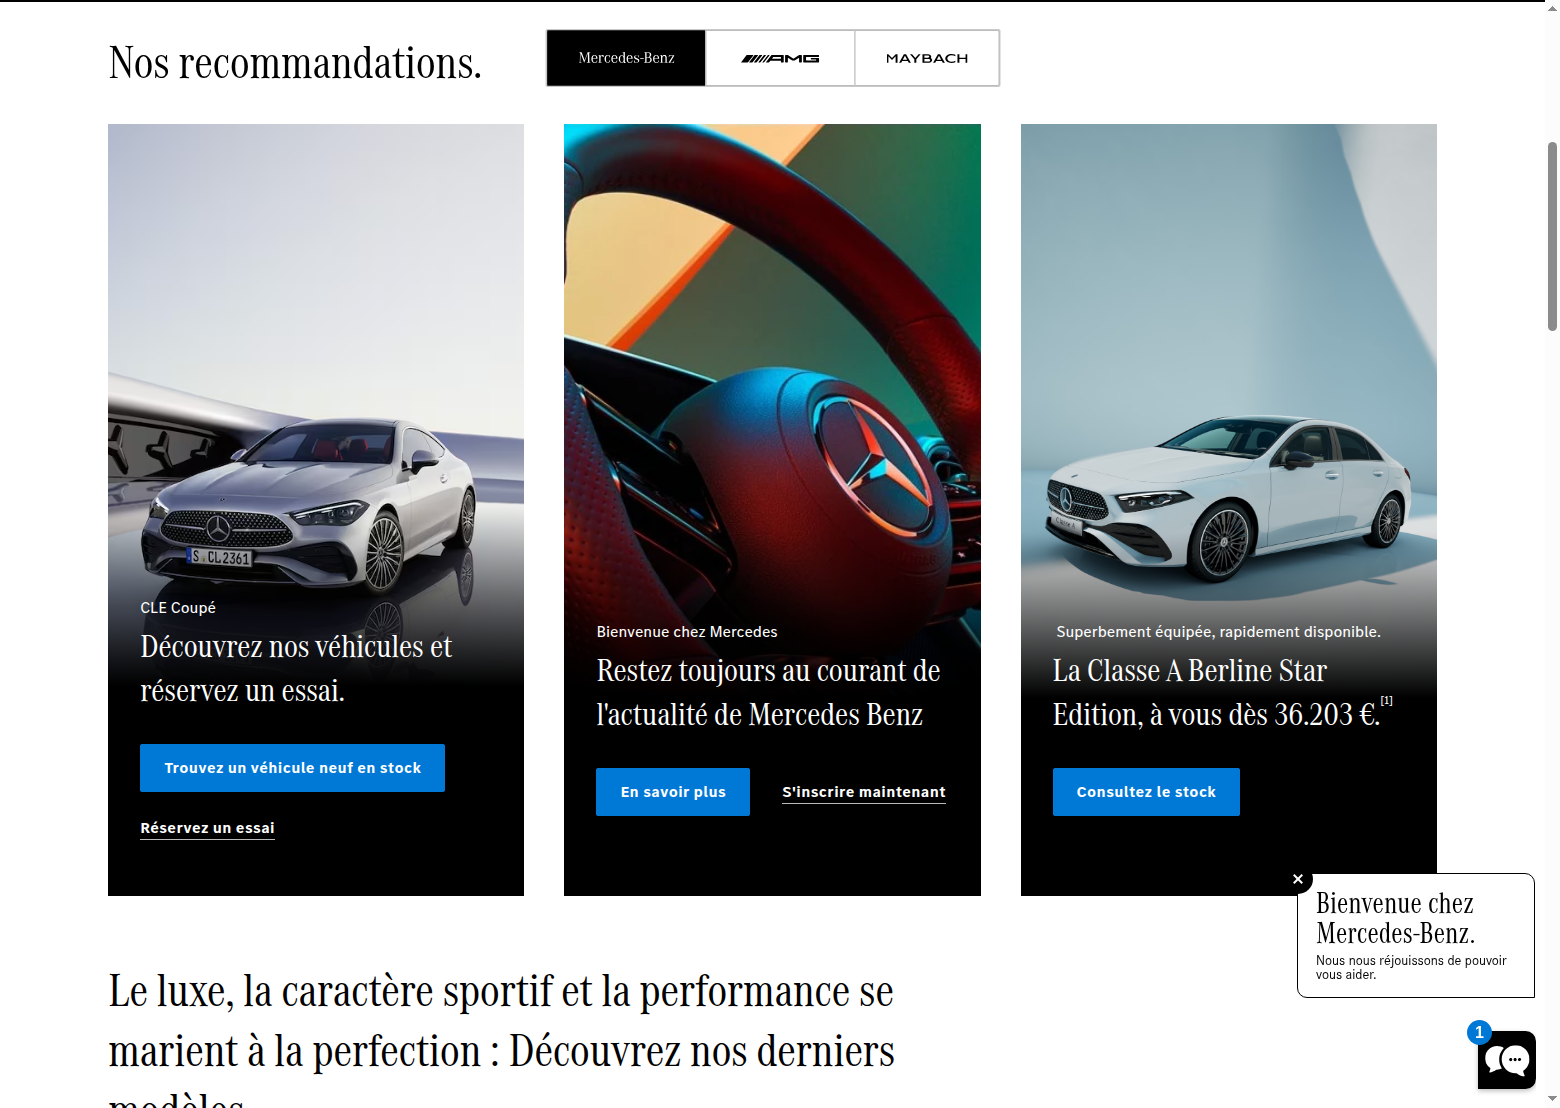 Nos recommandations.
Mercedes-Benz
AMG
MAYBACH
S CL2361
CLE Coupé
Découvrez nos véhicules et
réservez un essai.
Trouvez un véhicule neuf en stock
Réservez un essai
Bienvenue chez Mercedes
Restez toujours au courant de
l'actualité de Mercedes Benz
En savoir plus
S'inscrire maintenant
Classe A
Superbement équipée, rapidement disponible.
La Classe A Berline Star
Edition, à vous dès 36.203 €.[1]
Consultez le stock
Bienvenue chez
Mercedes-Benz.
Nous nous réjouissons de pouvoir
vous aider.
1
Le luxe, la caractère sportif et la performance se
marient à la perfection : Découvrez nos derniers
modèles